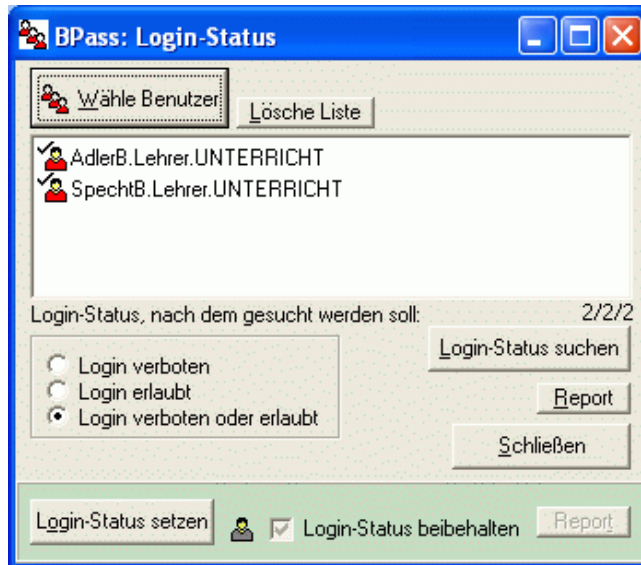 BPass: Login-Status
Wähle Benutzer
Lösche Liste
AdlerB.Lehrer.UNTERRICHT
SpechtB.Lehrer.UNTERRICHT
Login-Status, nach dem gesucht werden soll: 2/2/2
Login verboten
Login erlaubt
Login verboten oder erlaubt
Login-Status suchen
Report
Schließen
Login-Status setzen
Login-Status beibehalten
Report